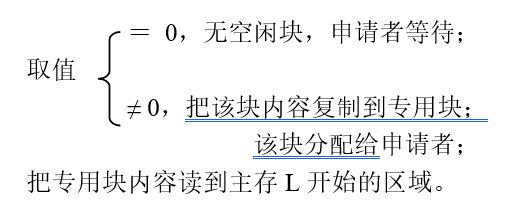 ＝ 0，无空闲块，申请者等待；
取值
≠0，把该块内容复制到专用块；
该块分配给申请者；
把专用块内容读到主存 L 开始的区域。